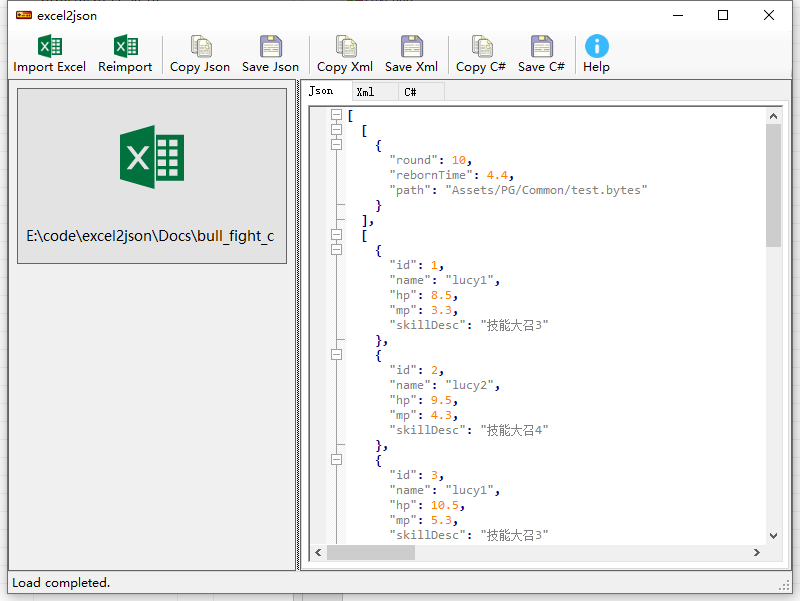 excel2json
Import Excel Reimport Copy Json Save Json Copy Xml Save Xml Copy C# Save C# Help
E:\code\excel2json\Docs\bull_fight_c
Json Xml C#
[
[
{
"round": 10,
"rebornTime": 4.4,
"path": "Assets/PG/Common/test.bytes"
}
],
[
{
"id": 1,
"name": "lucy1",
"hp": 8.5,
"mp": 3.3,
"skillDesc": "技能大召3"
},
{
"id": 2,
"name": "lucy2",
"hp": 9.5,
"mp": 4.3,
"skillDesc": "技能大召4"
},
{
"id": 3,
"name": "lucy1",
"hp": 10.5,
"mp": 5.3,
"skillDesc": "技能大召3"
Load completed.